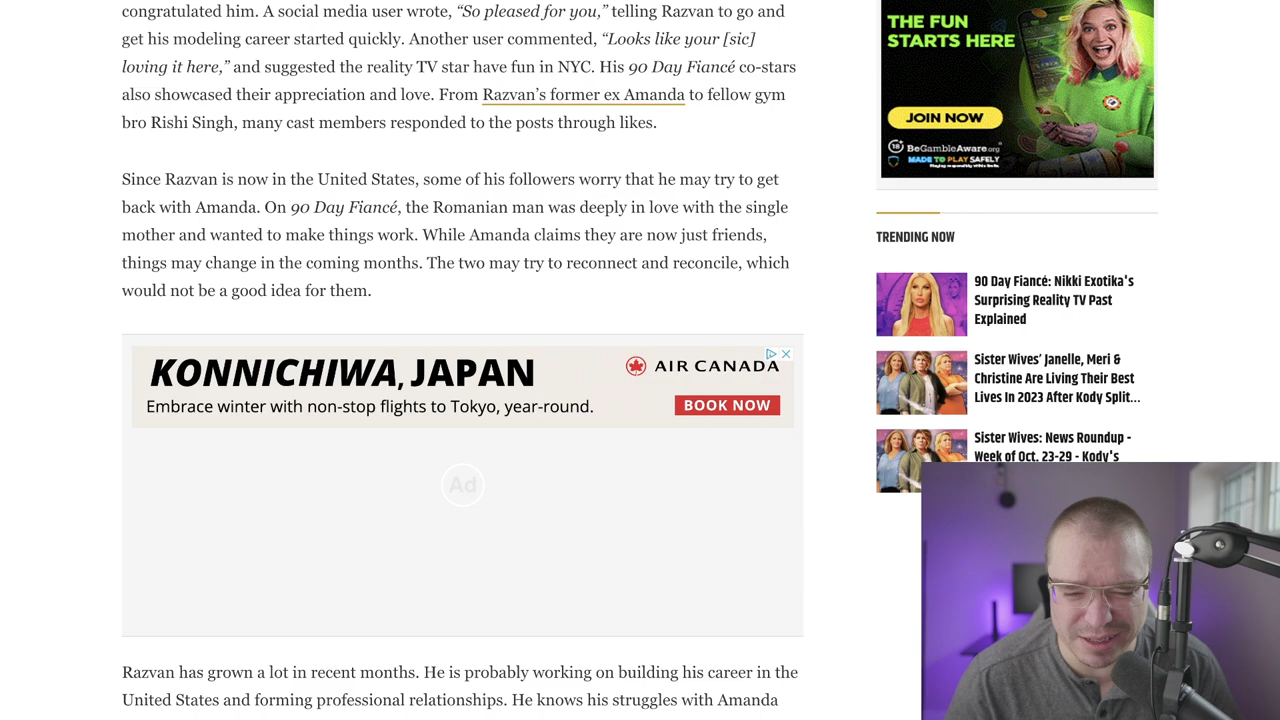 congratulated him. A social media user wrote, “So pleased for you,” telling Razvan to go and
get his modeling career started quickly. Another user commented, “Looks like your [sic]
loving it here,” and suggested the reality TV star have fun in NYC. His 90 Day Fiancé co-stars
also showcased their appreciation and love. From Razvan’s former ex Amanda to fellow gym
bro Rishi Singh, many cast members responded to the posts through likes.
Since Razvan is now in the United States, some of his followers worry that he may try to get
back with Amanda. On 90 Day Fiancé, the Romanian man was deeply in love with the single
mother and wanted to make things work. While Amanda claims they are now just friends,
things may change in the coming months. The two may try to reconnect and reconcile, which
would not be a good idea for them.
KONNICHIWA, JAPAN
Embrace winter with non-stop flights to Tokyo, year-round.
AIR CANADA
BOOK NOW
Ad
Razvan has grown a lot in recent months. He is probably working on building his career in the
United States and forming professional relationships. He knows his struggles with Amanda
THE FUN
STARTS HERE
JOIN NOW
18+ BeGambleAware.org
MADE TO PLAY SAFELY
Playing responsibly within limits.
TRENDING NOW
90 Day Fiancé: Nikki Exotika's
Surprising Reality TV Past
Explained
Sister Wives’ Janelle, Meri &
Christine Are Living Their Best
Lives In 2023 After Kody Split...
Sister Wives: News Roundup -
Week of Oct. 23-29 - Kody's